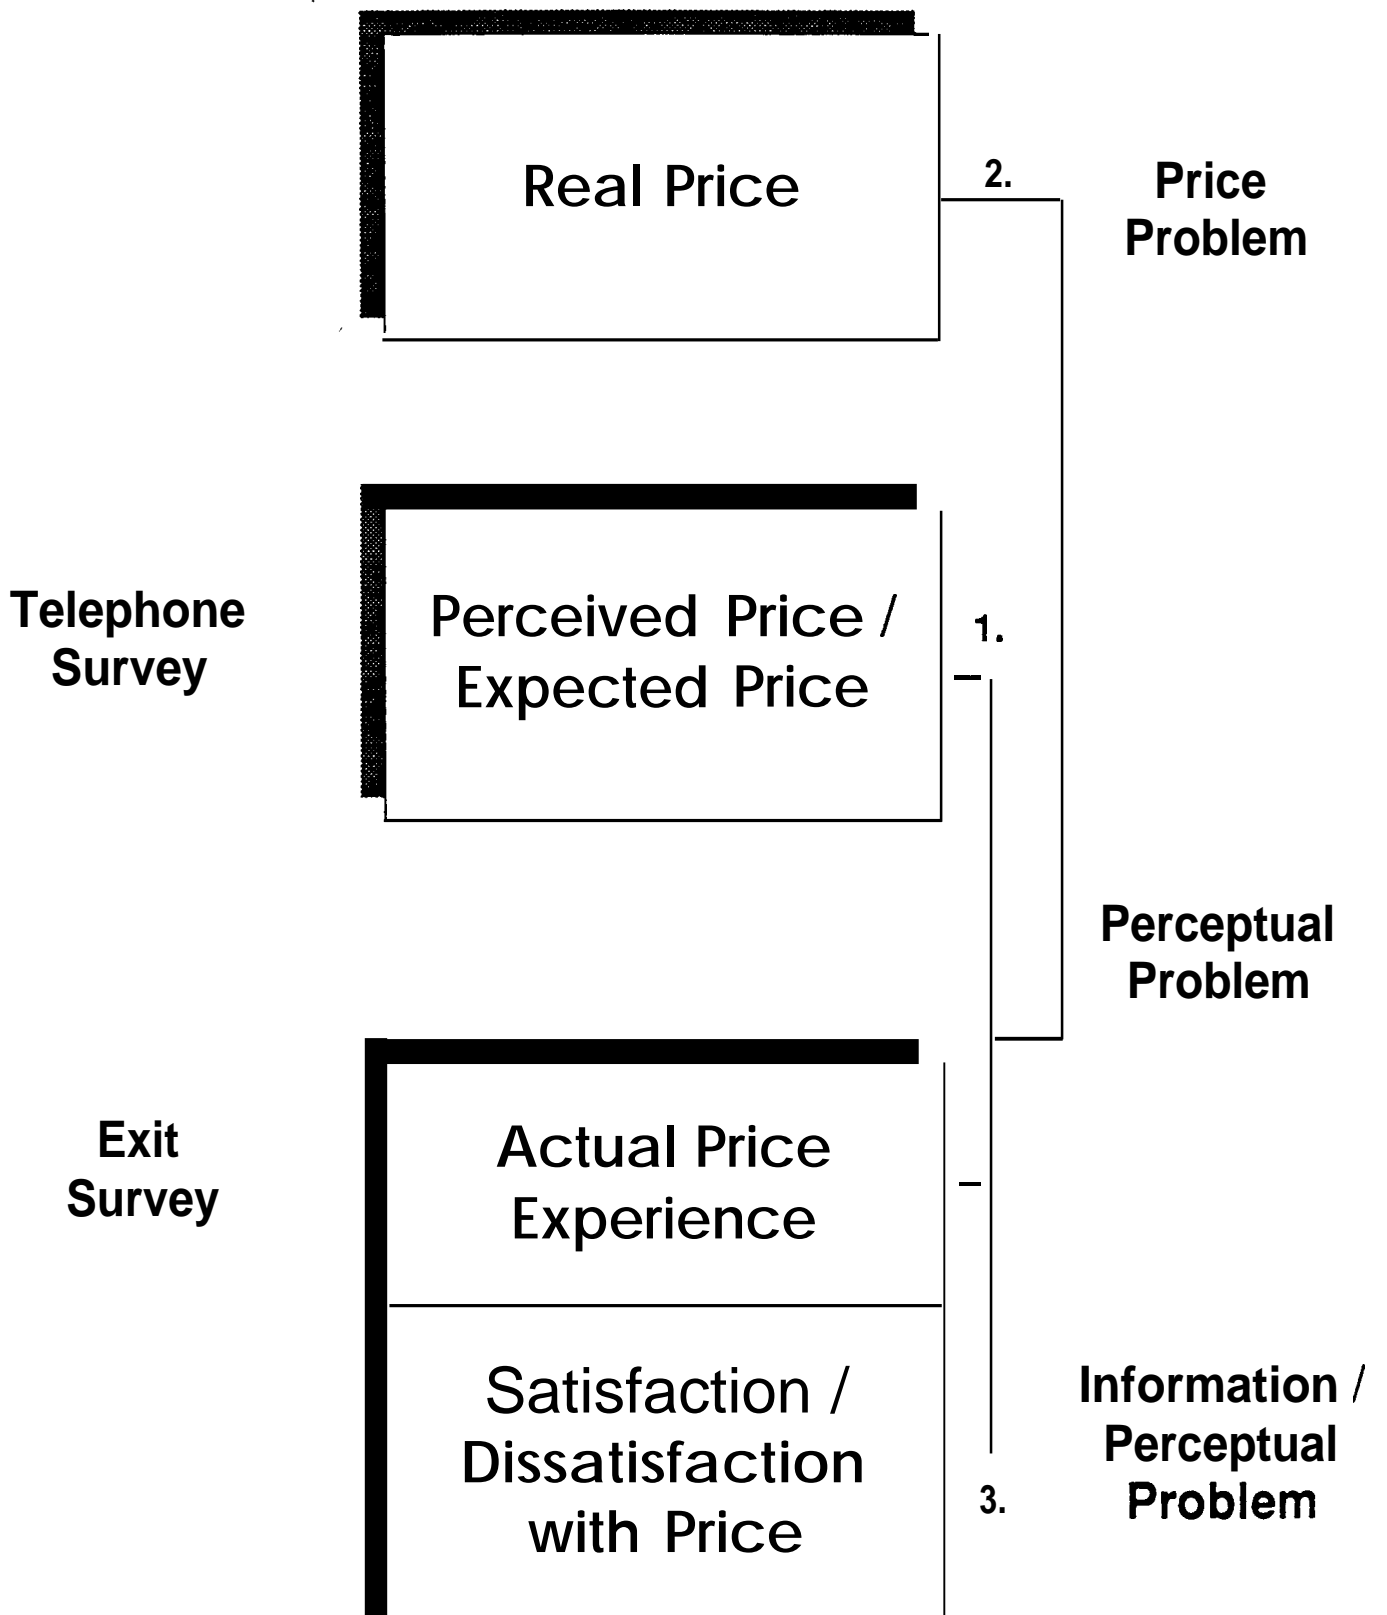 Real Price
2.
Price
Problem
Telephone
Survey
Perceived Price /
Expected Price
1.
Perceptual
Problem
Exit
Survey
Actual Price
Experience
Satisfaction /
Dissatisfaction
with Price
3.
Information /
Perceptual
Problem